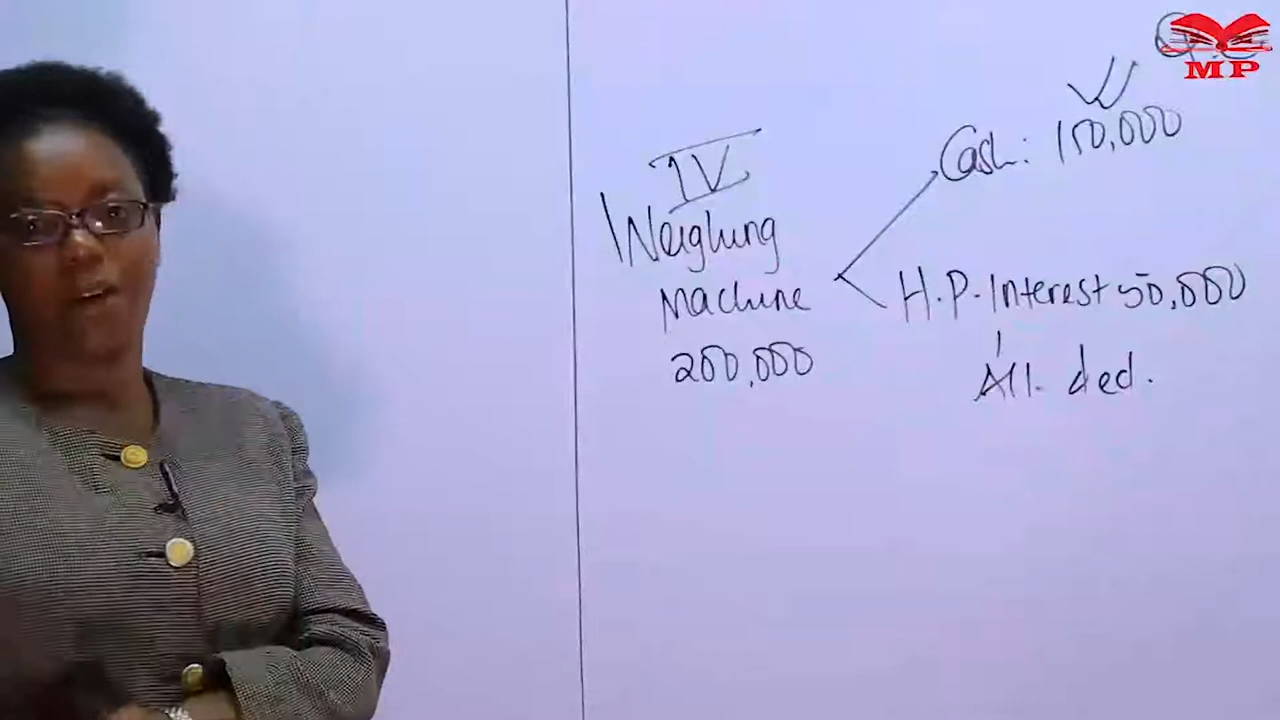 MP
IV
Weighing
Machine
200,000
Cash: 150,000
H.P. Interest 50,000
All. ded.